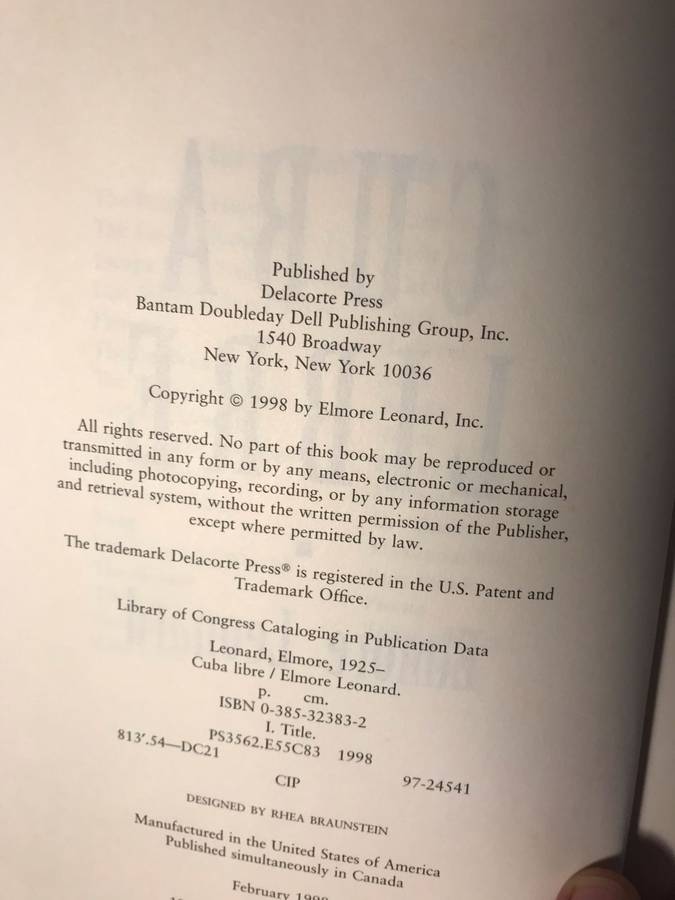 Published by
Delacorte Press
Bantam Doubleday Dell Publishing Group, Inc.
1540 Broadway
New York, New York 10036
Copyright © 1998 by Elmore Leonard, Inc.
All rights reserved. No part of this book may be reproduced or
transmitted in any form or by any means, electronic or mechanical,
including photocopying, recording, or by any information storage
and retrieval system, without the written permission of the Publisher,
except where permitted by law.
The trademark Delacorte Press® is registered in the U.S. Patent and
Trademark Office.
Library of Congress Cataloging in Publication Data
Leonard, Elmore, 1925–
Cuba libre / Elmore Leonard.
p. cm.
ISBN 0-385-32383-2
I. Title.
PS3562.E55C83 1998
813′.54—DC21
97-24541
CIP
DESIGNED BY RHEA BRAUNSTEIN
Manufactured in the United States of America
Published simultaneously in Canada
February